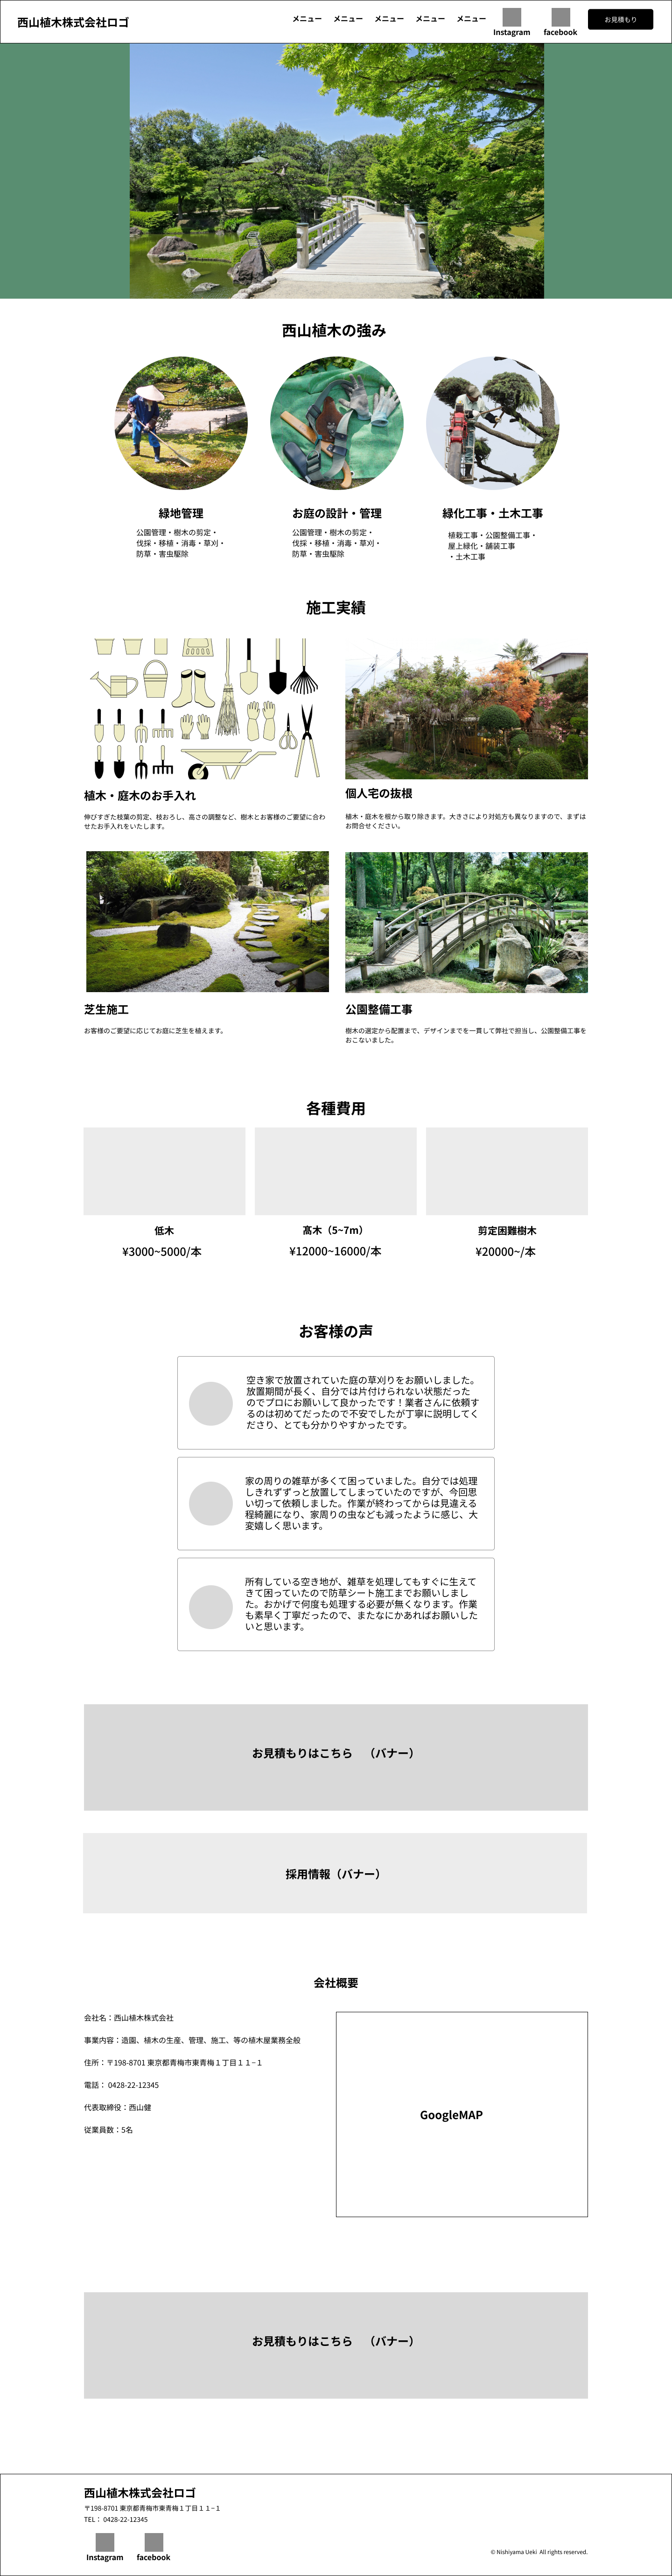 西山植木株式会社ロゴ
メニュー メニュー メニュー メニュー メニュー
Instagram facebook
お見積もり
西山植木の強み
緑地管理
公園管理・樹木の剪定・
伐採・移植・消毒・草刈・
防草・害虫駆除
お庭の設計・管理
公園管理・樹木の剪定・
伐採・移植・消毒・草刈・
防草・害虫駆除
緑化工事・土木工事
植栽工事・公園整備工事・
屋上緑化・舗装工事
・土木工事
施工実績
植木・庭木のお手入れ
伸びすぎた枝葉の剪定、枝おろし、高さの調整など、樹木とお客様のご要望に合わ
せたお手入れをいたします。
個人宅の抜根
植木・庭木を根から取り除きます。大きさにより対処方も異なりますので、まずは
お問合せください。
芝生施工
お客様のご要望に応じてお庭に芝生を植えます。
公園整備工事
樹木の選定から配置まで、デザインまでを一貫して弊社で担当し、公園整備工事を
おこないました。
各種費用
低木
¥3000~5000/本
髙木（5~7m）
¥12000~16000/本
剪定困難樹木
¥20000~/本
お客様の声
空き家で放置されていた庭の草刈りをお願いしました。
放置期間が長く、自分では片付けられない状態だった
のでプロにお願いして良かったです！業者さんに依頼す
るのは初めてだったので不安でしたが丁寧に説明してく
ださり、とても分かりやすかったです。
家の周りの雑草が多くて困っていました。自分では処理
しきれずずっと放置してしまっていたのですが、今回思
い切って依頼しました。作業が終わってからは見違える
程綺麗になり、家周りの虫なども減ったように感じ、大
変嬉しく思います。
所有している空き地が、雑草を処理してもすぐに生えて
きて困っていたので防草シート施工までお願いしまし
た。おかげで何度も処理する必要が無くなります。作業
も素早く丁寧だったので、またなにかあればお願いした
いと思います。
お見積もりはこちら　（バナー）
採用情報（バナー）
会社概要
会社名：西山植木株式会社
事業内容：造園、植木の生産、管理、施工、等の植木屋業務全般
住所：〒198-8701 東京都青梅市東青梅１丁目１１−１
電話： 0428-22-12345
代表取締役：西山健
従業員数：5名
GoogleMAP
お見積もりはこちら　（バナー）
西山植木株式会社ロゴ
〒198-8701 東京都青梅市東青梅１丁目１１−１
TEL： 0428-22-12345
Instagram facebook
© Nishiyama Ueki All rights reserved.